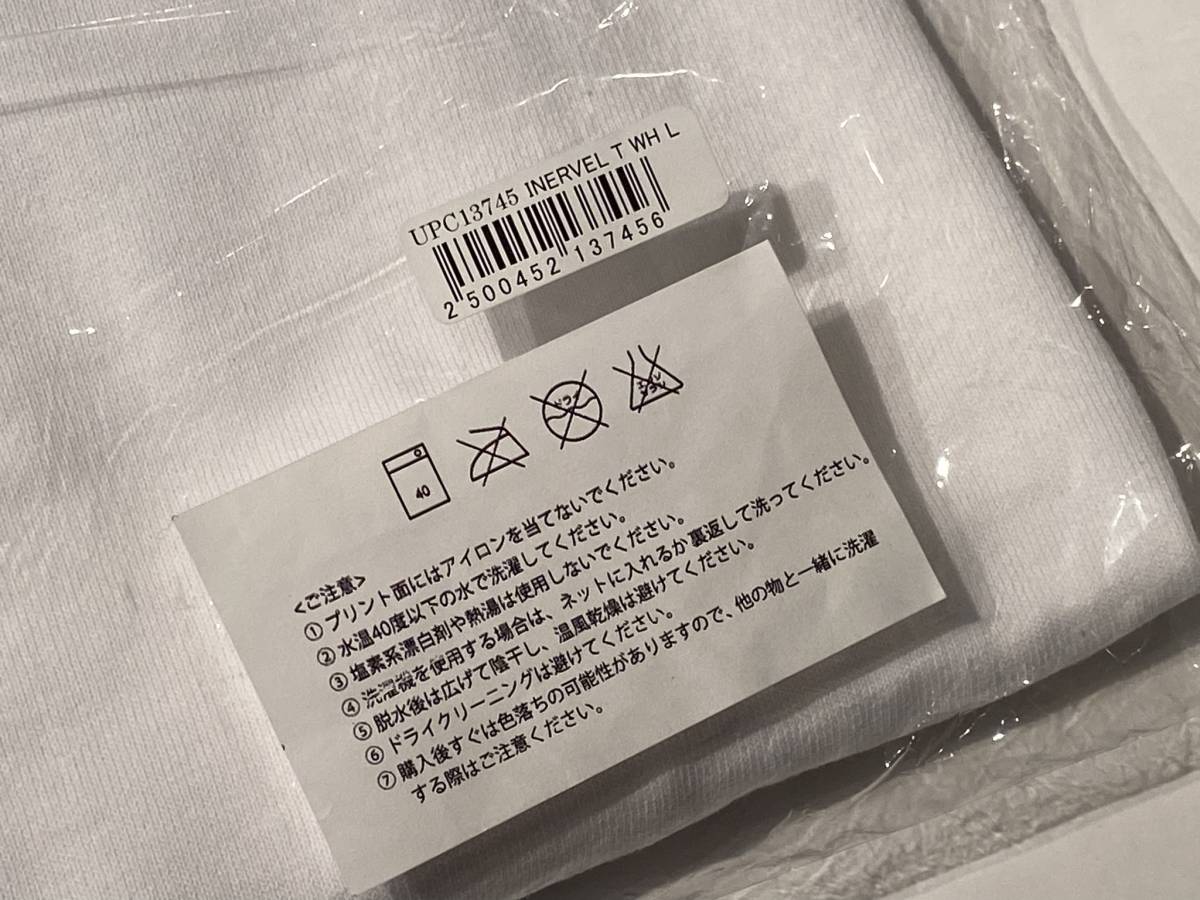 UPC13745 INERVEL T WH L
2 500452 137456
40
ドライ
エンソ
サラシ
<ご注意>
① プリント面にはアイロンを当てないでください。
② 水温40度以下の水で洗濯してください。
③ 塩素系漂白剤や熱湯は使用しないでください。
④ 洗濯機を使用する場合は、ネットに入れるか裏返して洗ってください。
⑤ 脱水後は広げて陰干し、温風乾燥は避けてください。
⑥ ドライクリーニングは避けてください。
⑦ 購入後すぐは色落ちの可能性がありますので、他の物と一緒に洗濯
する際はご注意ください。